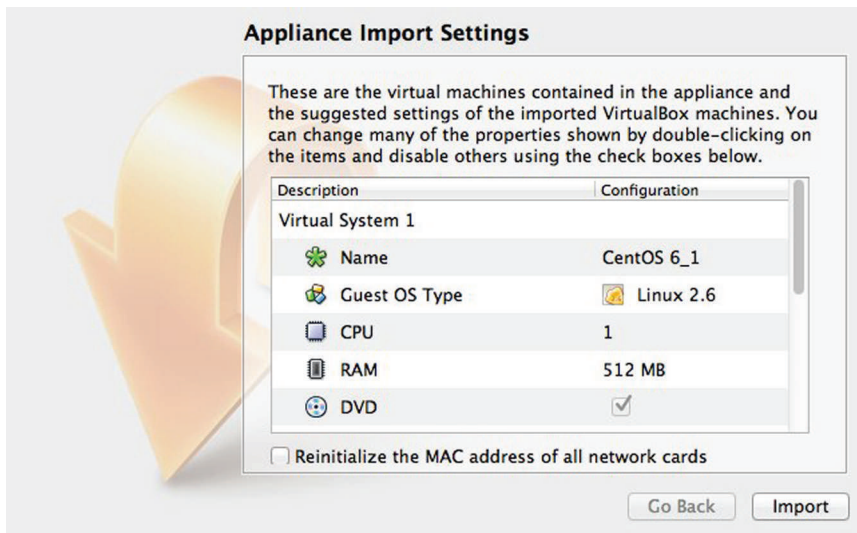 Appliance Import Settings
These are the virtual machines contained in the appliance and
the suggested settings of the imported VirtualBox machines. You
can change many of the properties shown by double-clicking on
the items and disable others using the check boxes below.
Description Configuration
Virtual System 1
Name CentOS 6_1
Guest OS Type Linux 2.6
CPU 1
RAM 512 MB
DVD
Reinitialize the MAC address of all network cards
Go Back Import